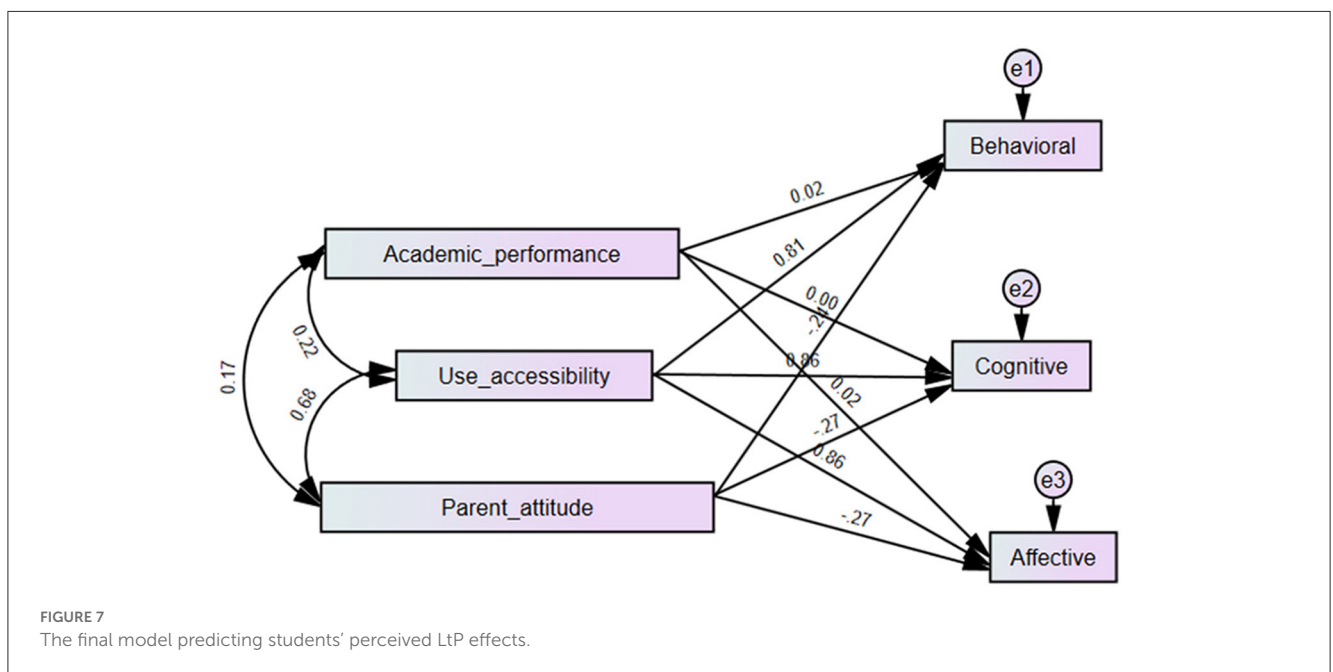 e1
Behavioral
0.02
Academic_performance
0.81
e2
0.00
-.24
0.22
Use_accessibility
0.86
Cognitive
0.17
0.02
0.68
-.27
0.86
e3
Parent_attitude
-.27
Affective
FIGURE 7
The final model predicting students' perceived LtP effects.